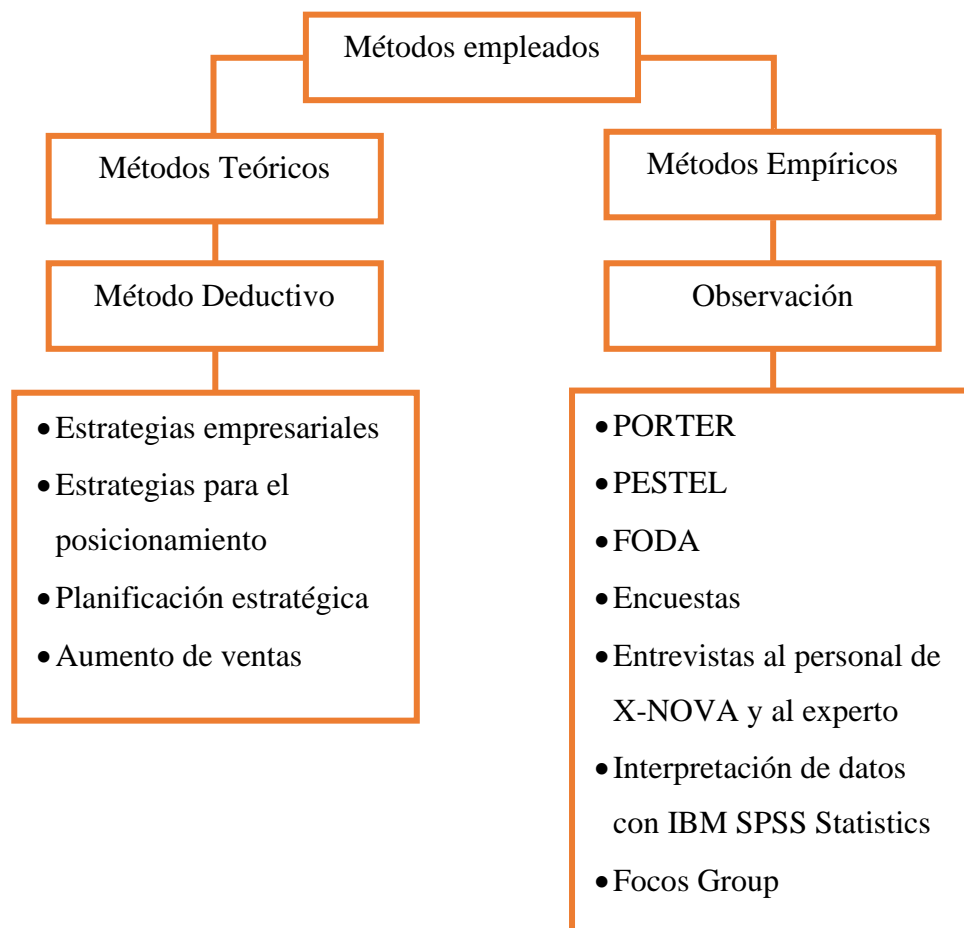 Métodos empleados
Métodos Teóricos
Métodos Empíricos
Método Deductivo
Observación
•Estrategias empresariales
•Estrategias para el
posicionamiento
•Planificación estratégica
•Aumento de ventas
•PORTER
•PESTEL
•FODA
•Encuestas
•Entrevistas al personal de
X-NOVA y al experto
•Interpretación de datos
con IBM SPSS Statistics
•Focos Group